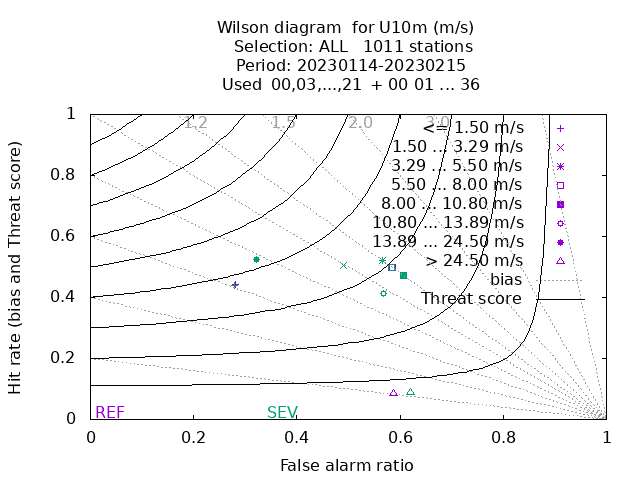 Wilson diagram  for U10m (m/s)
Selection: ALL   1011 stations
Period: 20230114-20230215
Used  00,03,...,21  + 00 01 ... 36
Hit rate (bias and Threat score)
1
0.8
0.6
0.4
0.2
0
1.2
1.5
2.0
3.0
<= 1.50 m/s
1.50 ... 3.29 m/s
3.29 ... 5.50 m/s
5.50 ... 8.00 m/s
8.00 ... 10.80 m/s
10.80 ... 13.89 m/s
13.89 ... 24.50 m/s
> 24.50 m/s
bias
Threat score
REF
SEV
0
0.2
0.4
0.6
0.8
1
False alarm ratio